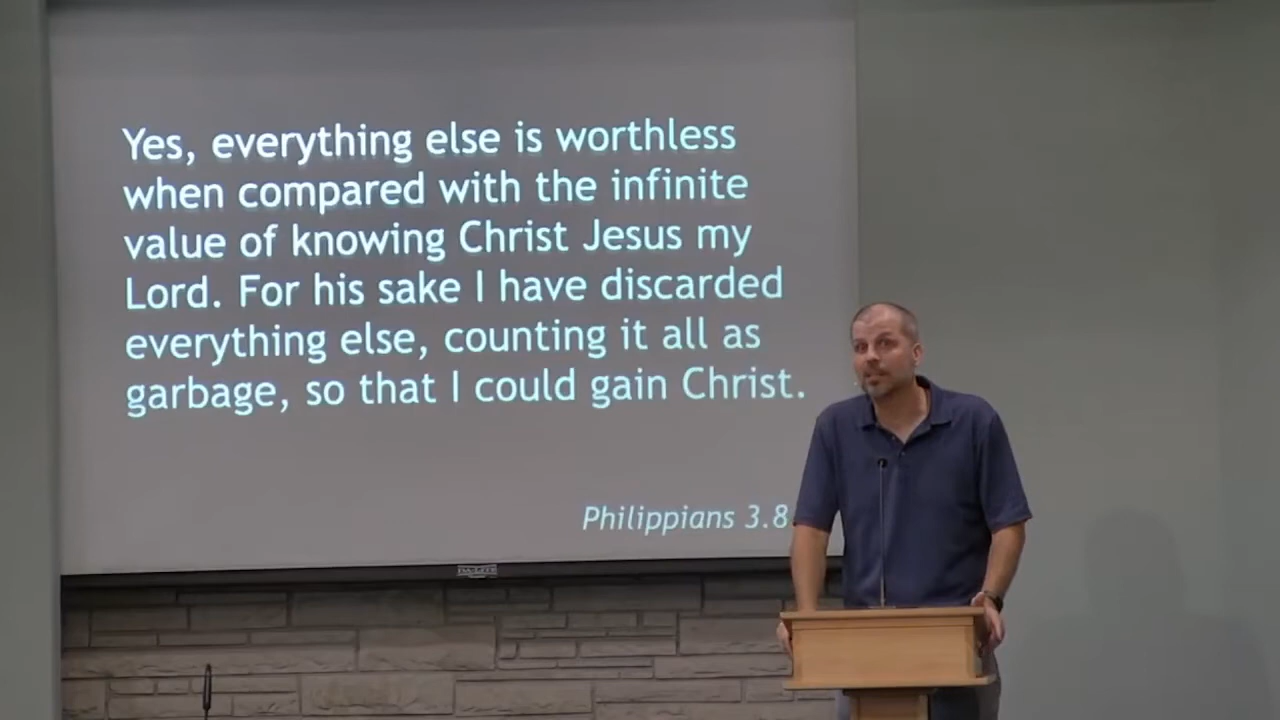 Yes, everything else is worthless
when compared with the infinite
value of knowing Christ Jesus my
Lord. For his sake I have discarded
everything else, counting it all as
garbage, so that I could gain Christ.
Philippians 3.8